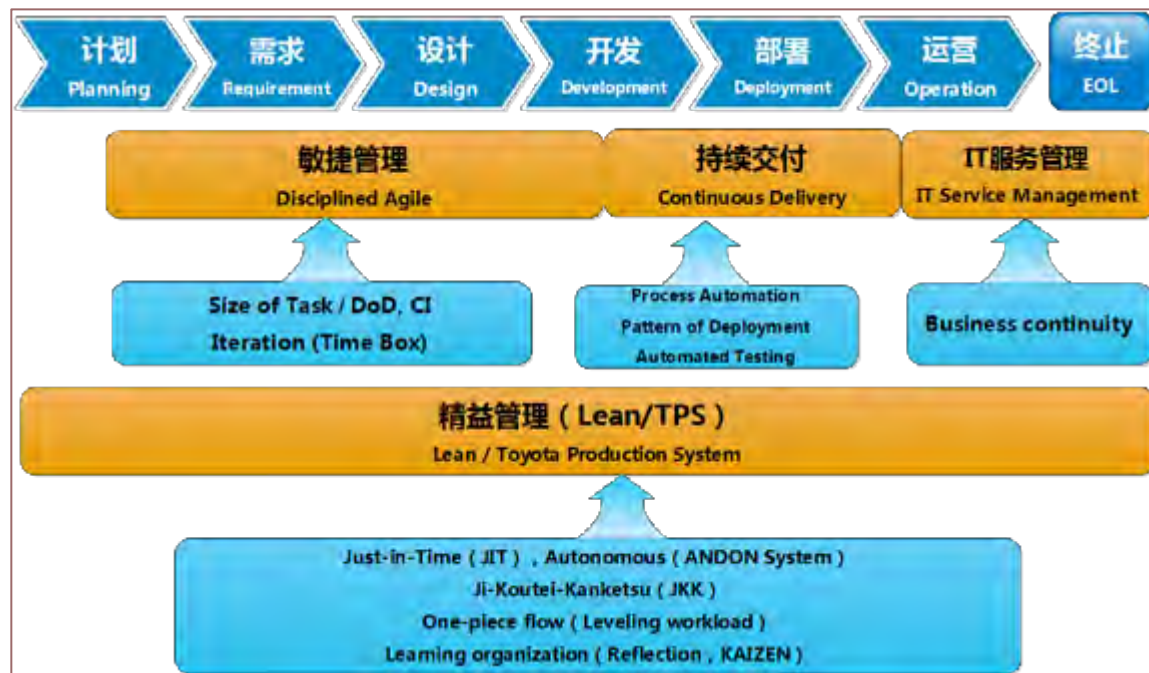 计划 需求 设计 开发 部署 运营 终止
Planning Requirement Design Development Deployment Operation EOL
敏捷管理 持续交付 IT服务管理
Disciplined Agile Continuous Delivery IT Service Management
Size of Task / DoD, CI
Iteration (Time Box)
Process Automation
Pattern of Deployment
Automated Testing
Business continuity
精益管理（Lean/TPS）
Lean / Toyota Production System
Just-in-Time（JIT）, Autonomous（ANDON System）
Ji-Koutei-Kanketsu（JKK）
One-piece flow（Leveling workload）
Learning organization（Reflection , KAIZEN）